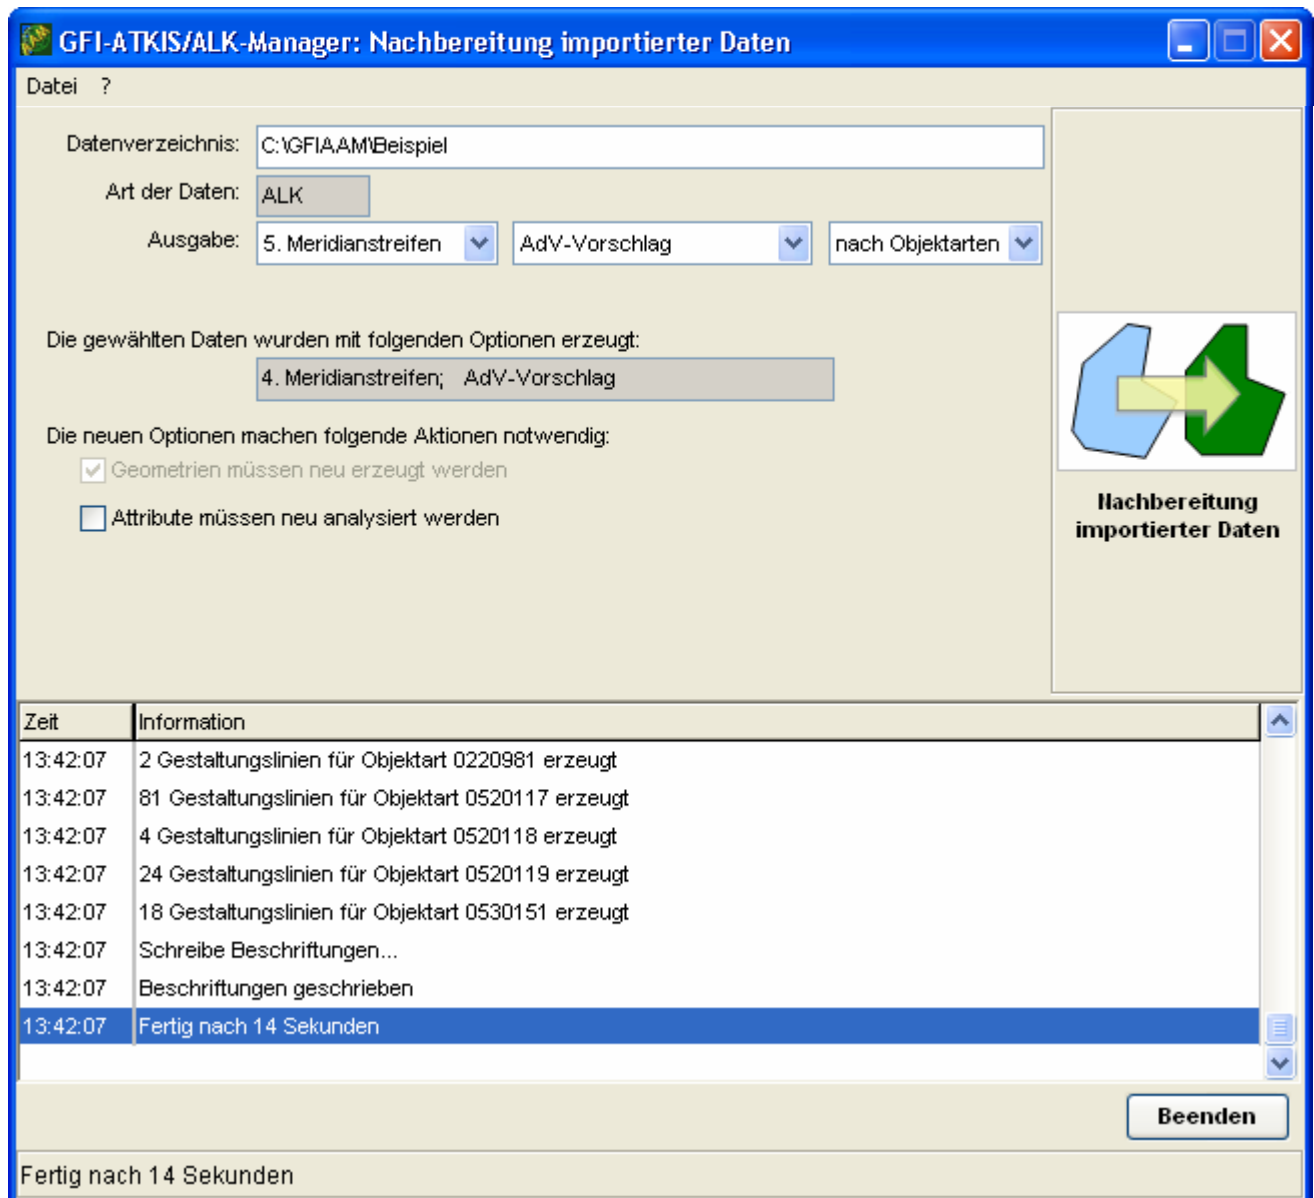 GFI-ATKIS/ALK-Manager: Nachbereitung importierter Daten
Datei ?
Datenverzeichnis: C:\GFIAAM\Beispiel
Art der Daten: ALK
Ausgabe: 5. Meridianstreifen AdV-Vorschlag nach Objektarten
Die gewählten Daten wurden mit folgenden Optionen erzeugt:
4. Meridianstreifen; AdV-Vorschlag
Die neuen Optionen machen folgende Aktionen notwendig:
Geometrien müssen neu erzeugt werden
Attribute müssen neu analysiert werden
Nachbereitung
importierter Daten
Zeit Information
13:42:07 2 Gestaltungslinien für Objektart 0220981 erzeugt
13:42:07 81 Gestaltungslinien für Objektart 0520117 erzeugt
13:42:07 4 Gestaltungslinien für Objektart 0520118 erzeugt
13:42:07 24 Gestaltungslinien für Objektart 0520119 erzeugt
13:42:07 18 Gestaltungslinien für Objektart 0530151 erzeugt
13:42:07 Schreibe Beschriftungen...
13:42:07 Beschriftungen geschrieben
13:42:07 Fertig nach 14 Sekunden
Beenden
Fertig nach 14 Sekunden